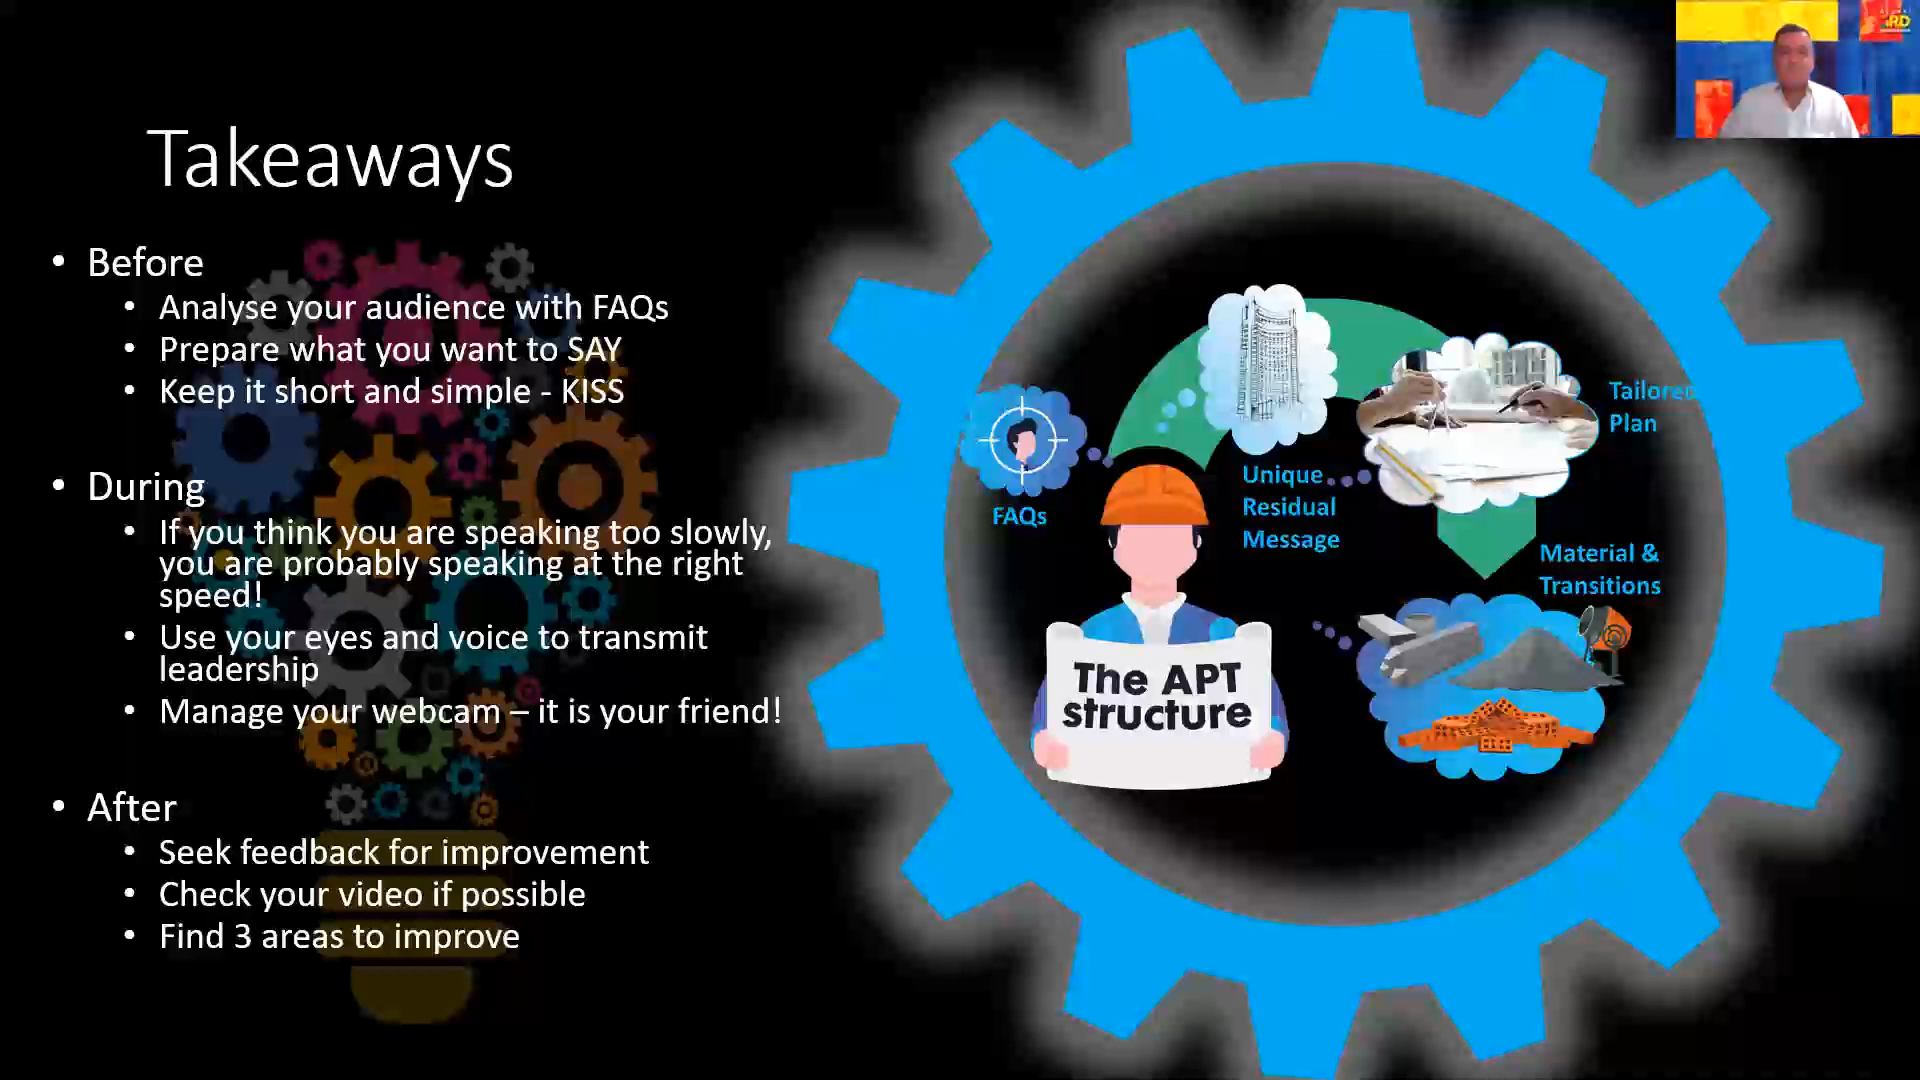 Takeaways
• Before
• Analyse your audience with FAQs
• Prepare what you want to SAY
• Keep it short and simple - KISS
• During
• If you think you are speaking too slowly,
you are probably speaking at the right
speed!
• Use your eyes and voice to transmit
leadership
• Manage your webcam – it is your friend!
• After
• Seek feedback for improvement
• Check your video if possible
• Find 3 areas to improve
FAQs
Unique
Residual
Message
Tailored
Plan
Material &
Transitions
The APT
structure